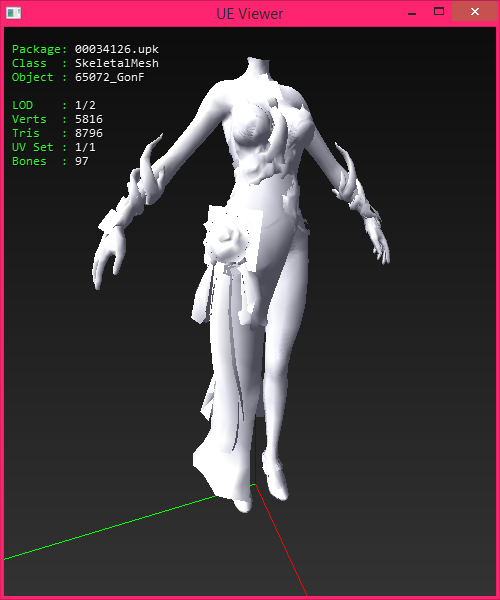 UE Viewer
Package: 00034126.upk
Class  : SkeletalMesh
Object : 65072_GonF
LOD    : 1/2
Verts  : 5816
Tris   : 8796
UV Set : 1/1
Bones  : 97